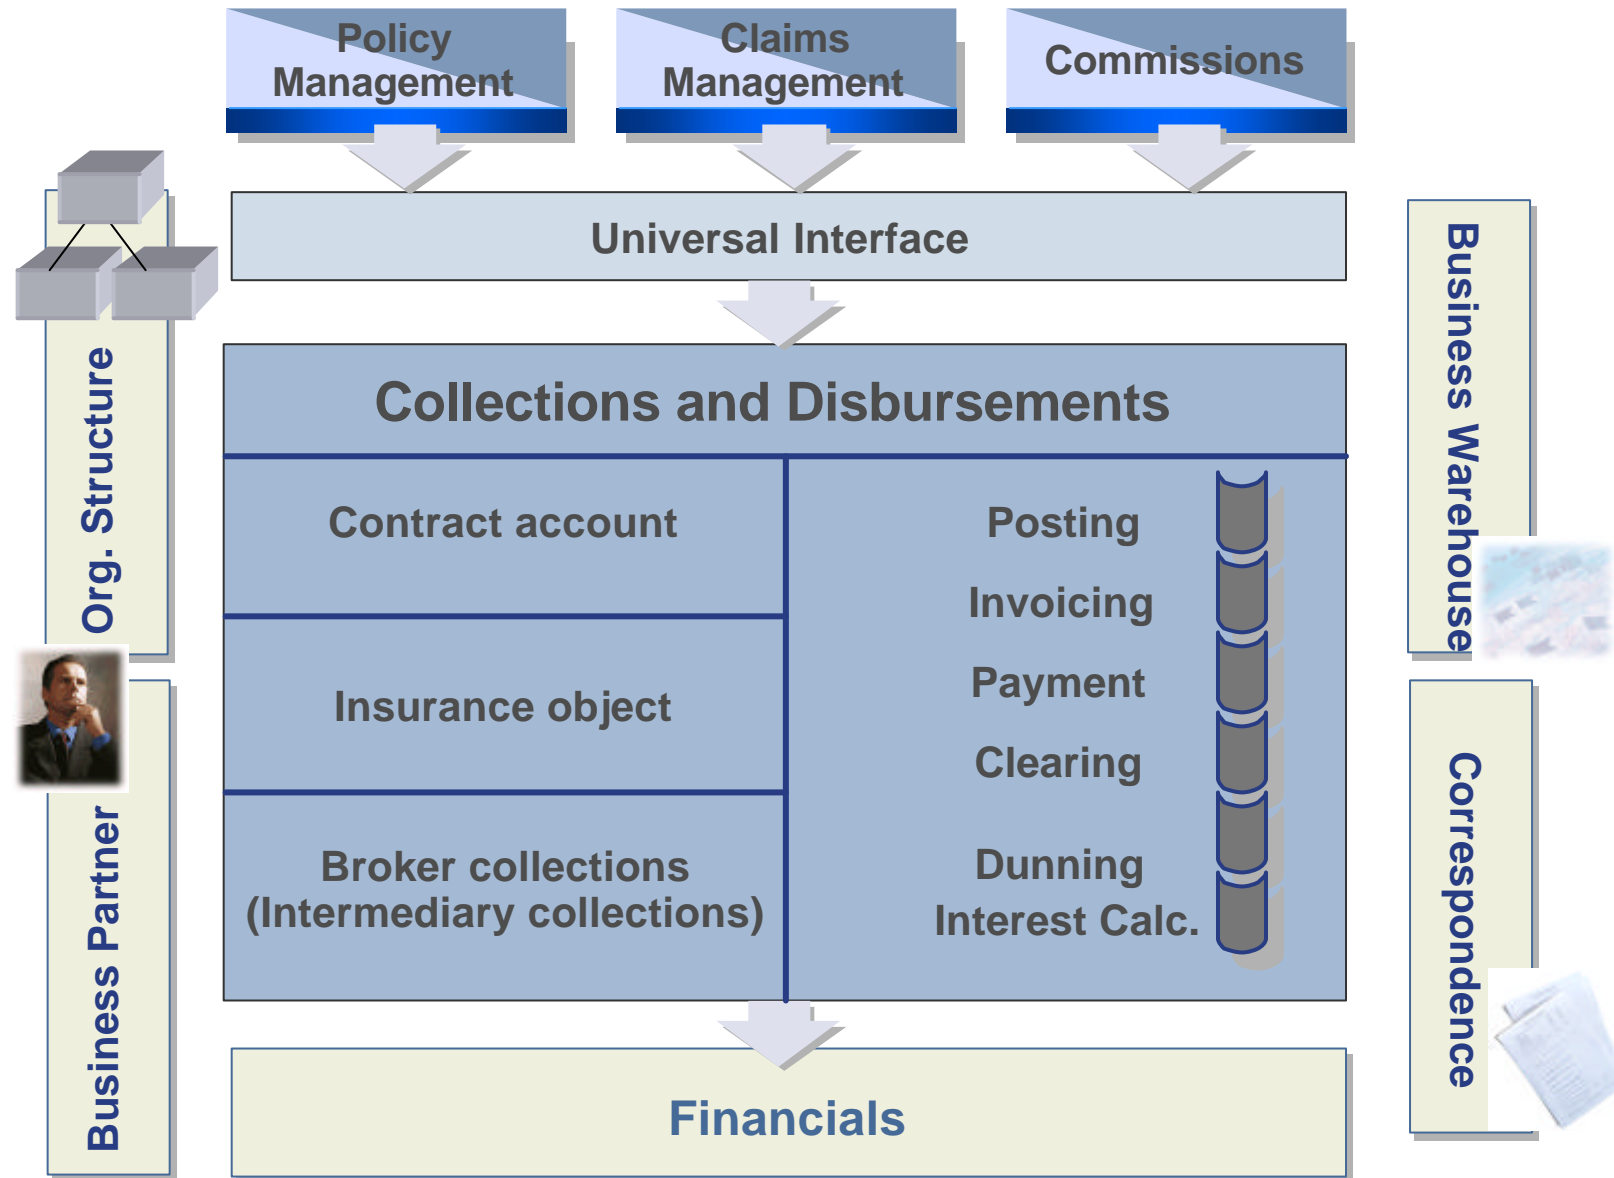 Policy
Management
Claims
Management
Commissions
Universal Interface
Org. Structure
Business Partner
Collections and Disbursements
Contract account
Insurance object
Broker collections
(Intermediary collections)
Posting
Invoicing
Payment
Clearing
Dunning
Interest Calc.
Business Warehouse
Correspondence
Financials